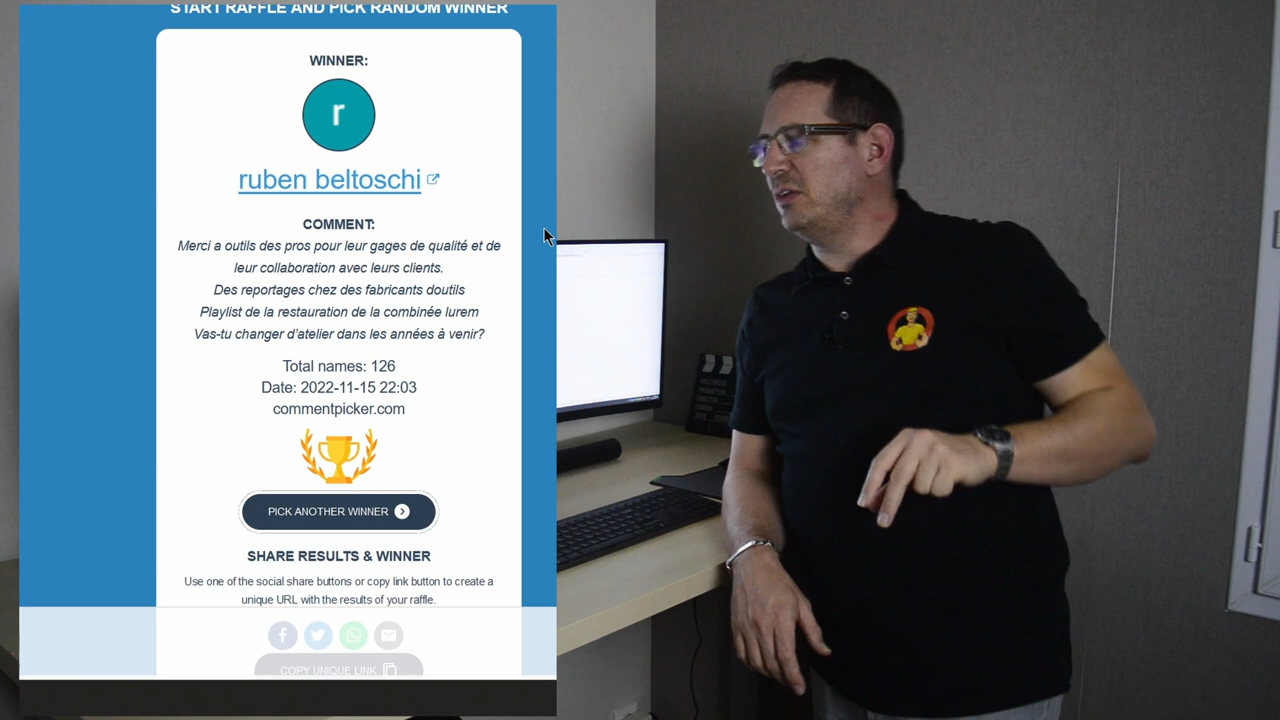 START RAFFLE AND PICK RANDOM WINNER
WINNER:
r
ruben beltoschi
COMMENT:
Merci a outils des pros pour leur gages de qualité et de
leur collaboration avec leurs clients.
Des reportages chez des fabricants doutils
Playlist de la restauration de la combinée lurem
Vas-tu changer d'atelier dans les années à venir?
Total names: 126
Date: 2022-11-15 22:03
commentpicker.com
PICK ANOTHER WINNER
SHARE RESULTS & WINNER
Use one of the social share buttons or copy link button to create a
unique URL with the results of your raffle.
COPY UNIQUE LINK